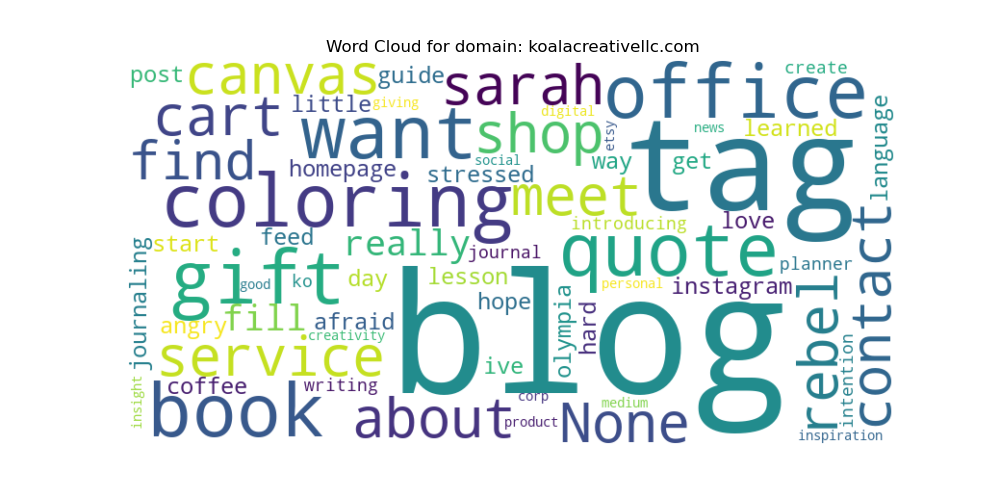 Word Cloud for domain: koalacreativellc.com
post
canvas
guide
sarah
office
create
cart
little
giving
want
digital
shop
etsy
news
learned
language
find
homepage
stressed
social
way
get
tag
coloring
meet
introducing
love
contact
journaling
start
feed
really
journal
quote
planner
gift
good
ko
day
lesson
personal
instagram
blog
hope
olympia
hard
rebel
angry
fill
afraid
creativity
service
ive
intention
insight
coffee
writing
corp
medium
book
about
product
None
inspiration